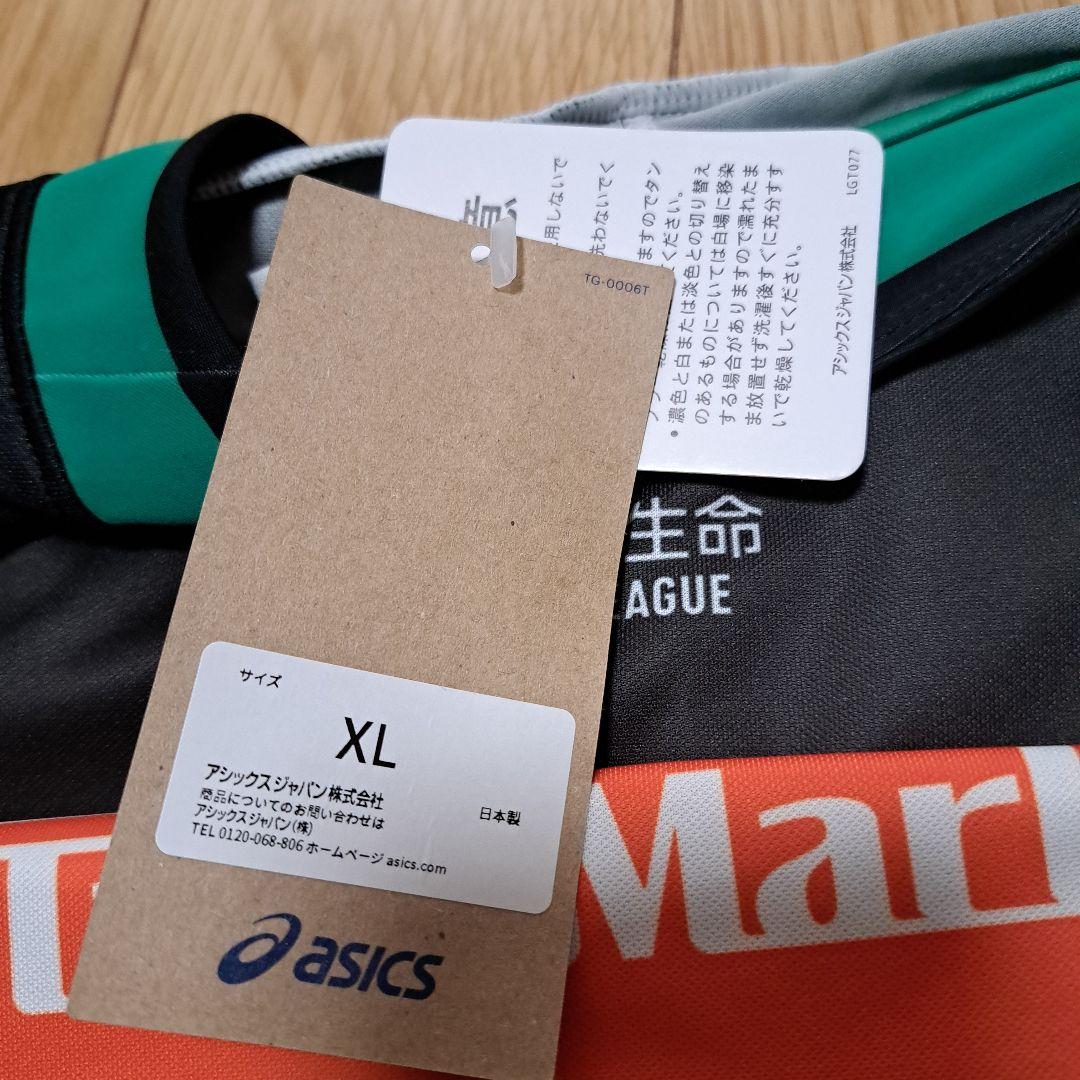 TG-0006T
意
用しないで
洗わないでく
ますのでタン
ください。
• 濃色と白または淡色との切り替え
のあるものについては白場に移染
する場合がありますので濡れたま
ま放置せず洗濯後すぐに充分すす
いで乾燥してください。
アシックスジャパン株式会社
LGT077
生命
AGUE
サイズ
XL
アシックスジャパン株式会社
商品についてのお問い合わせは
アシックスジャパン(株)
日本製
TEL 0120-068-806 ホームページ asics.com
asics
T Mar